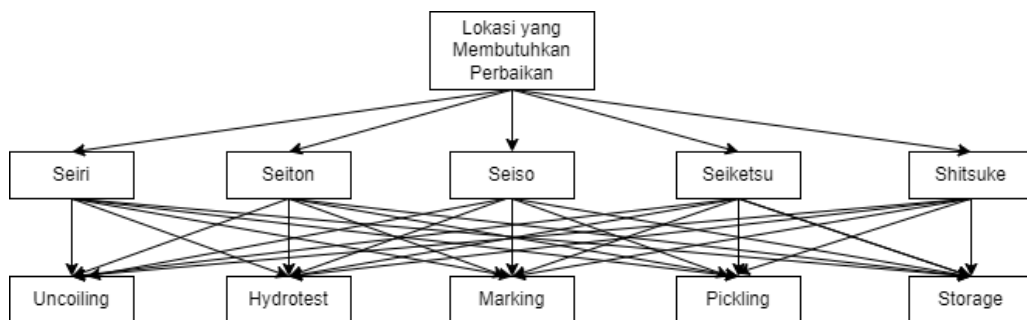 Lokasi yang
Membutuhkan
Perbaikan
Seiri
Seiton
Seiso
Seiketsu
Shitsuke
Uncoiling
Hydrotest
Marking
Pickling
Storage